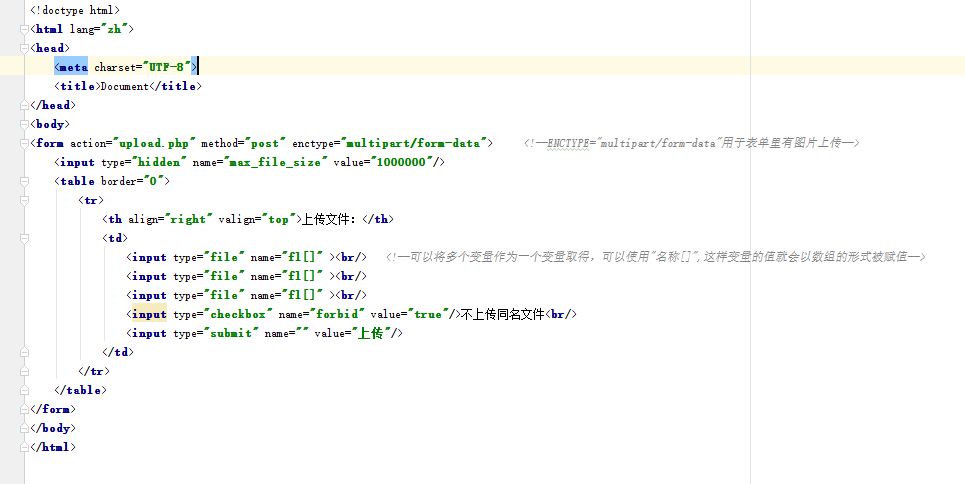 <!doctype html>
<html lang="zh">
<head>
    <meta charset="UTF-8">
    <title>Document</title>
</head>
<body>
<form action="upload.php" method="post" enctype="multipart/form-data">    <!--ENCTYPE="multipart/form-data"用于表单里有图片上传-->
    <input type="hidden" name="max_file_size" value="1000000"/>
    <table border="0">
        <tr>
            <th align="right" valign="top">上传文件：</th>
            <td>
                <input type="file" name="fl[]" ><br/>   <!--可以将多个变量作为一个变量取得，可以使用"名称[]",这样变量的值就会以数组的形式被赋值-->
                <input type="file" name="fl[]" ><br/>
                <input type="file" name="fl[]" ><br/>
                <input type="checkbox" name="forbid" value="true"/>不上传同名文件<br/>
                <input type="submit" name="" value="上传"/>
            </td>
        </tr>
    </table>
</form>
</body>
</html>